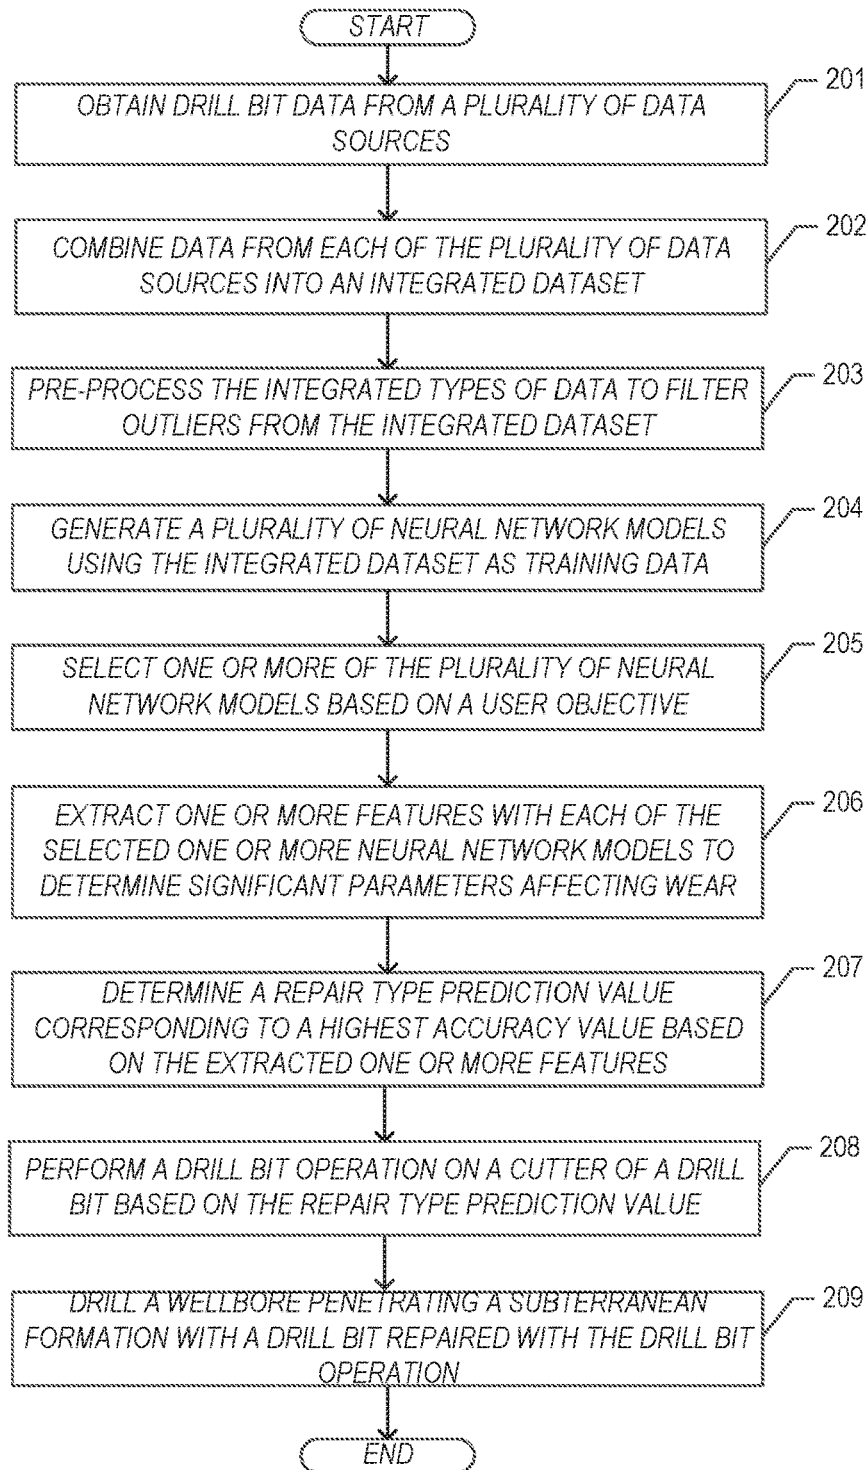 START
201
OBTAIN DRILL BIT DATA FROM A PLURALITY OF DATA
SOURCES
202
COMBINE DATA FROM EACH OF THE PLURALITY OF DATA
SOURCES INTO AN INTEGRATED DATASET
203
PRE-PROCESS THE INTEGRATED TYPES OF DATA TO FILTER
OUTLIERS FROM THE INTEGRATED DATASET
204
GENERATE A PLURALITY OF NEURAL NETWORK MODELS
USING THE INTEGRATED DATASET AS TRAINING DATA
205
SELECT ONE OR MORE OF THE PLURALITY OF NEURAL
NETWORK MODELS BASED ON A USER OBJECTIVE
206
EXTRACT ONE OR MORE FEATURES WITH EACH OF THE
SELECTED ONE OR MORE NEURAL NETWORK MODELS TO
DETERMINE SIGNIFICANT PARAMETERS AFFECTING WEAR
207
DETERMINE A REPAIR TYPE PREDICTION VALUE
CORRESPONDING TO A HIGHEST ACCURACY VALUE BASED
ON THE EXTRACTED ONE OR MORE FEATURES
208
PERFORM A DRILL BIT OPERATION ON A CUTTER OF A DRILL
BIT BASED ON THE REPAIR TYPE PREDICTION VALUE
209
DRILL A WELLBORE PENETRATING A SUBTERRANEAN
FORMATION WITH A DRILL BIT REPAIRED WITH THE DRILL BIT
OPERATION
END